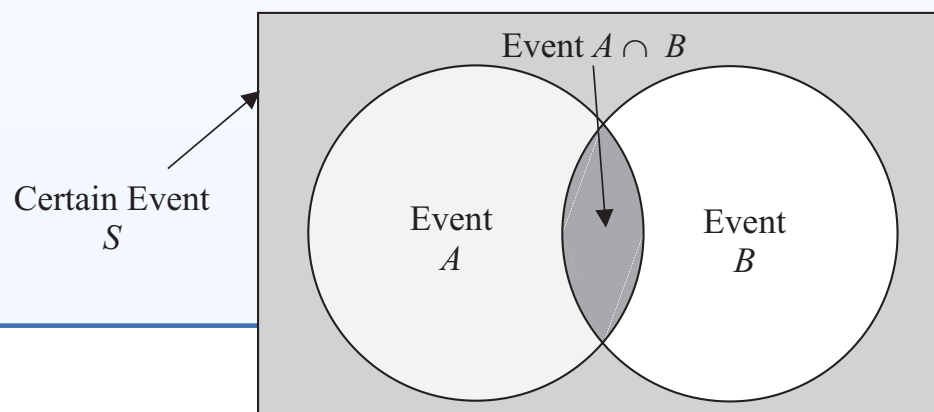 Event A ∩ B
Certain Event
S
Event
A
Event
B